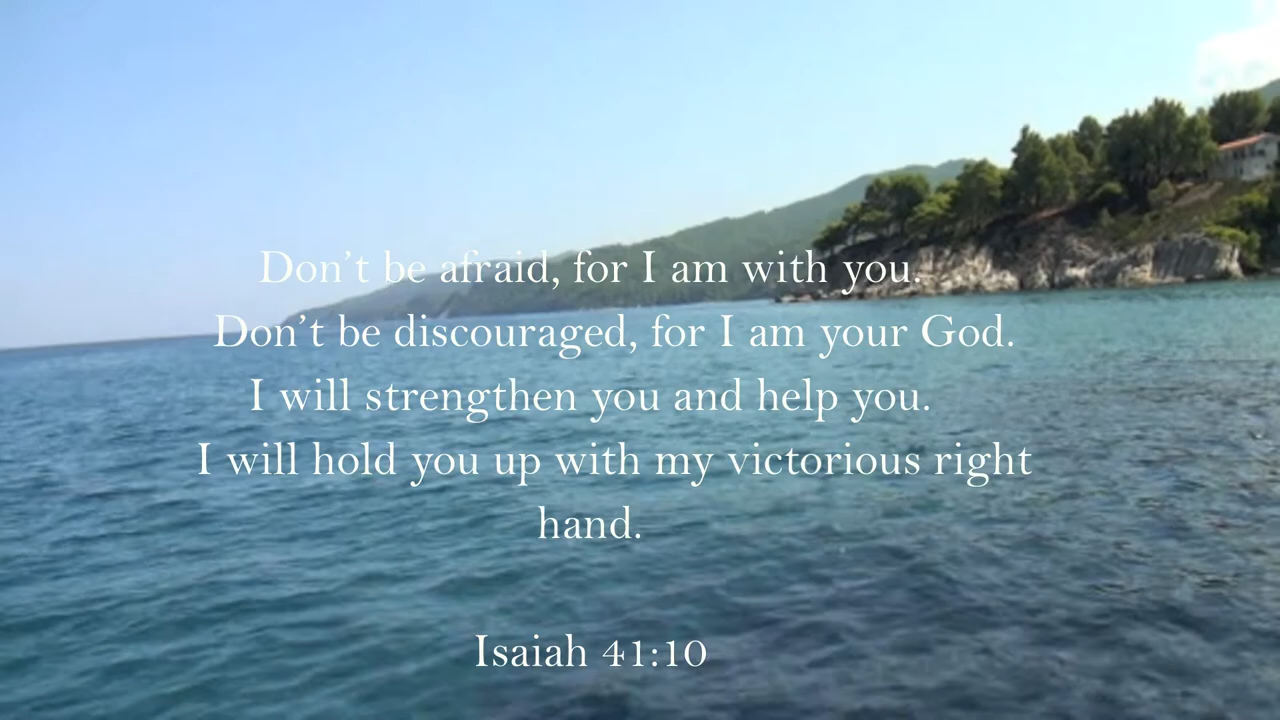 Don’t be afraid, for I am with you.
Don’t be discouraged, for I am your God.
I will strengthen you and help you.
I will hold you up with my victorious right
hand.
Isaiah 41:10